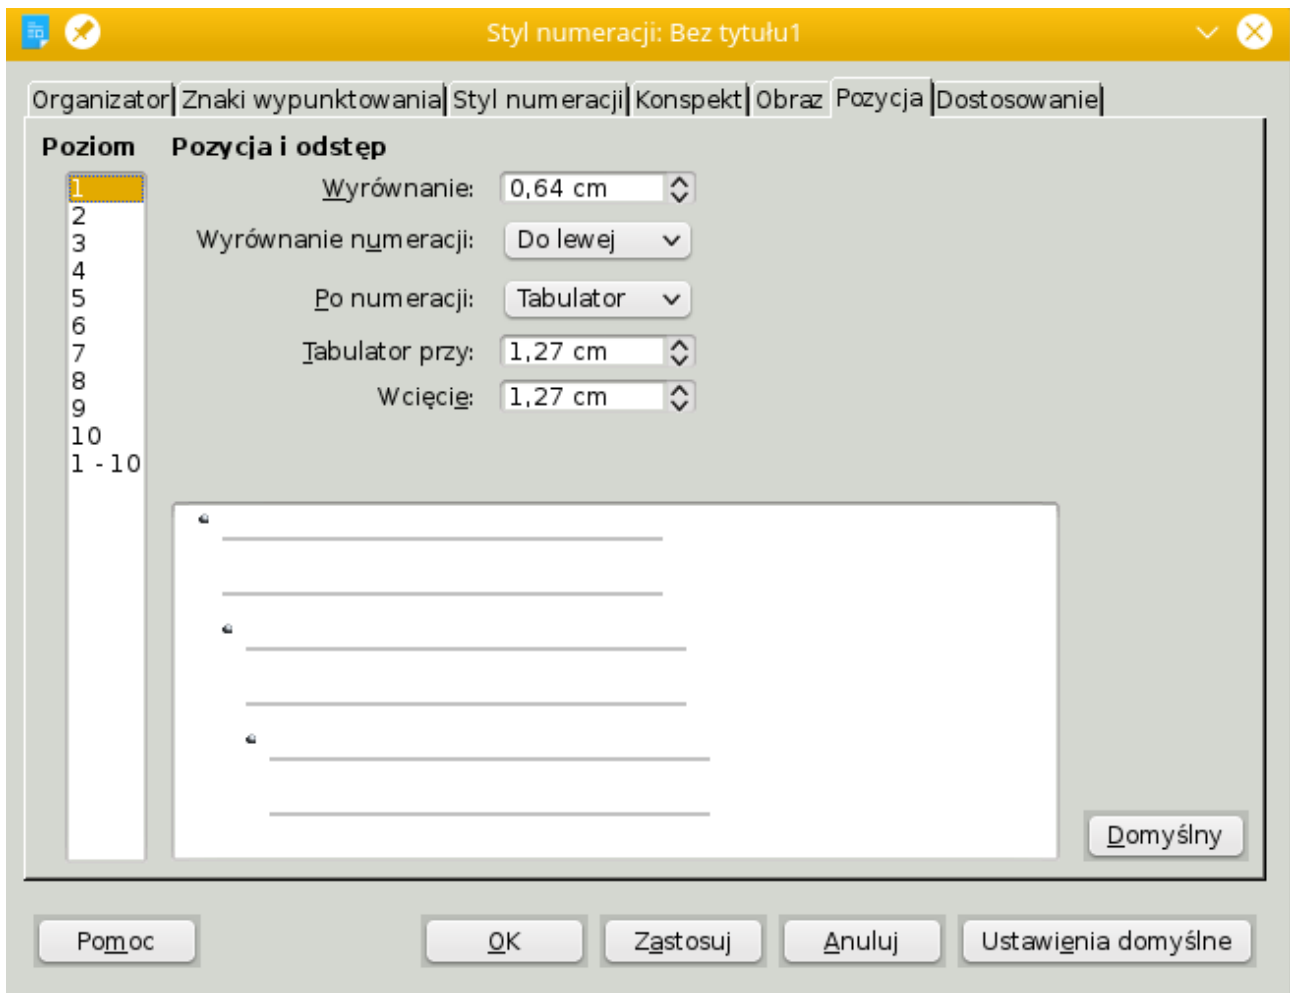 Styl numeracji: Bez tytułu1
Organizator Znaki wypunktowania Styl numeracji Konspekt Obraz Pozycja Dostosowanie
Poziom Pozycja i odstęp
1
2
3
4
5
6
7
8
9
10
1 - 10
Wyrównanie: 0,64 cm
Wyrównanie numeracji: Do lewej
Po numeracji: Tabulator
Tabulator przy: 1,27 cm
Wcięcie: 1,27 cm
Domyślny
Pomoc OK Zastosuj Anuluj Ustawienia domyślne